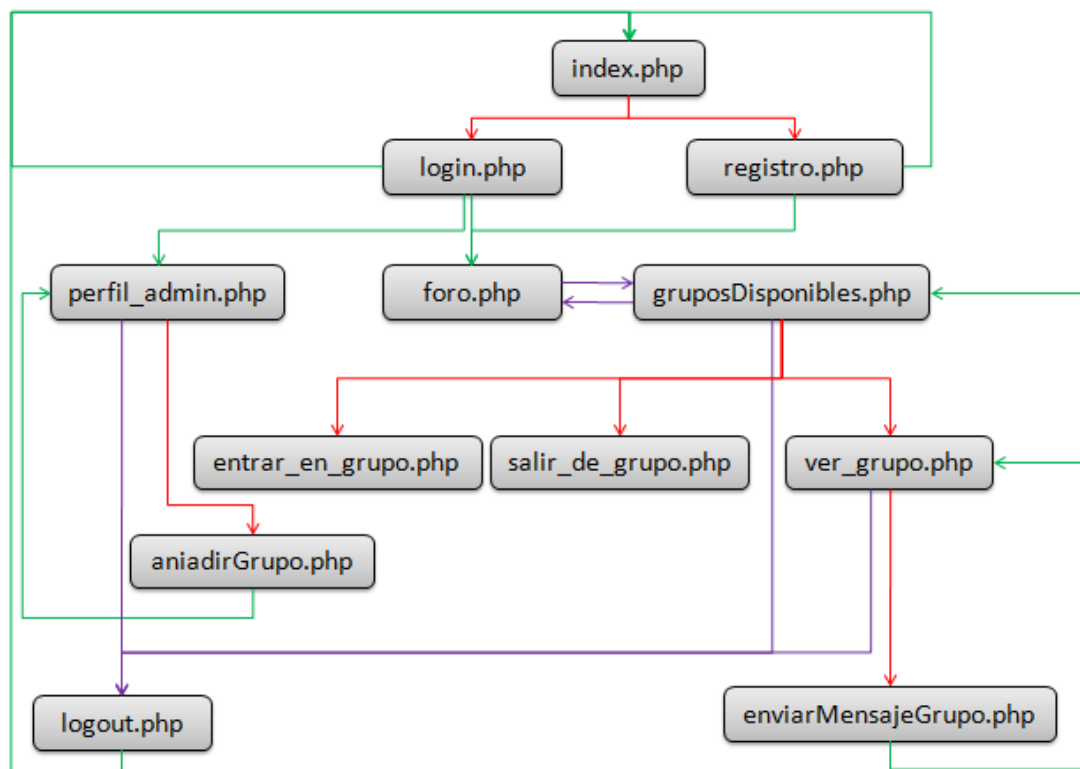 index.php
login.php
registro.php
perfil_admin.php
foro.php
gruposDisponibles.php
entrar_en_grupo.php
salir_de_grupo.php
ver_grupo.php
aniadirGrupo.php
logout.php
enviarMensajeGrupo.php